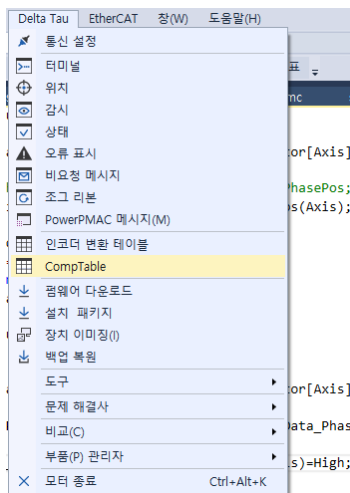 Delta Tau EtherCAT 창(W) 도움말(H)
통신 설정
터미널
표
위치
mc
감시
상태
오류 표시
tor[Axis]
비요청 메시지
PhasePos;
조그 리본
os(Axis);
PowerPMAC 메시지(M)
인코더 변환 테이블
CompTable
펌웨어 다운로드
설치 패키지
장치 이미징(I)
백업 복원
도구
tor[Axis]
문제 해결사
Data_Phas
비교(C)
부품(P) 관리자
s)=High;
모터 종료 Ctrl+Alt+K